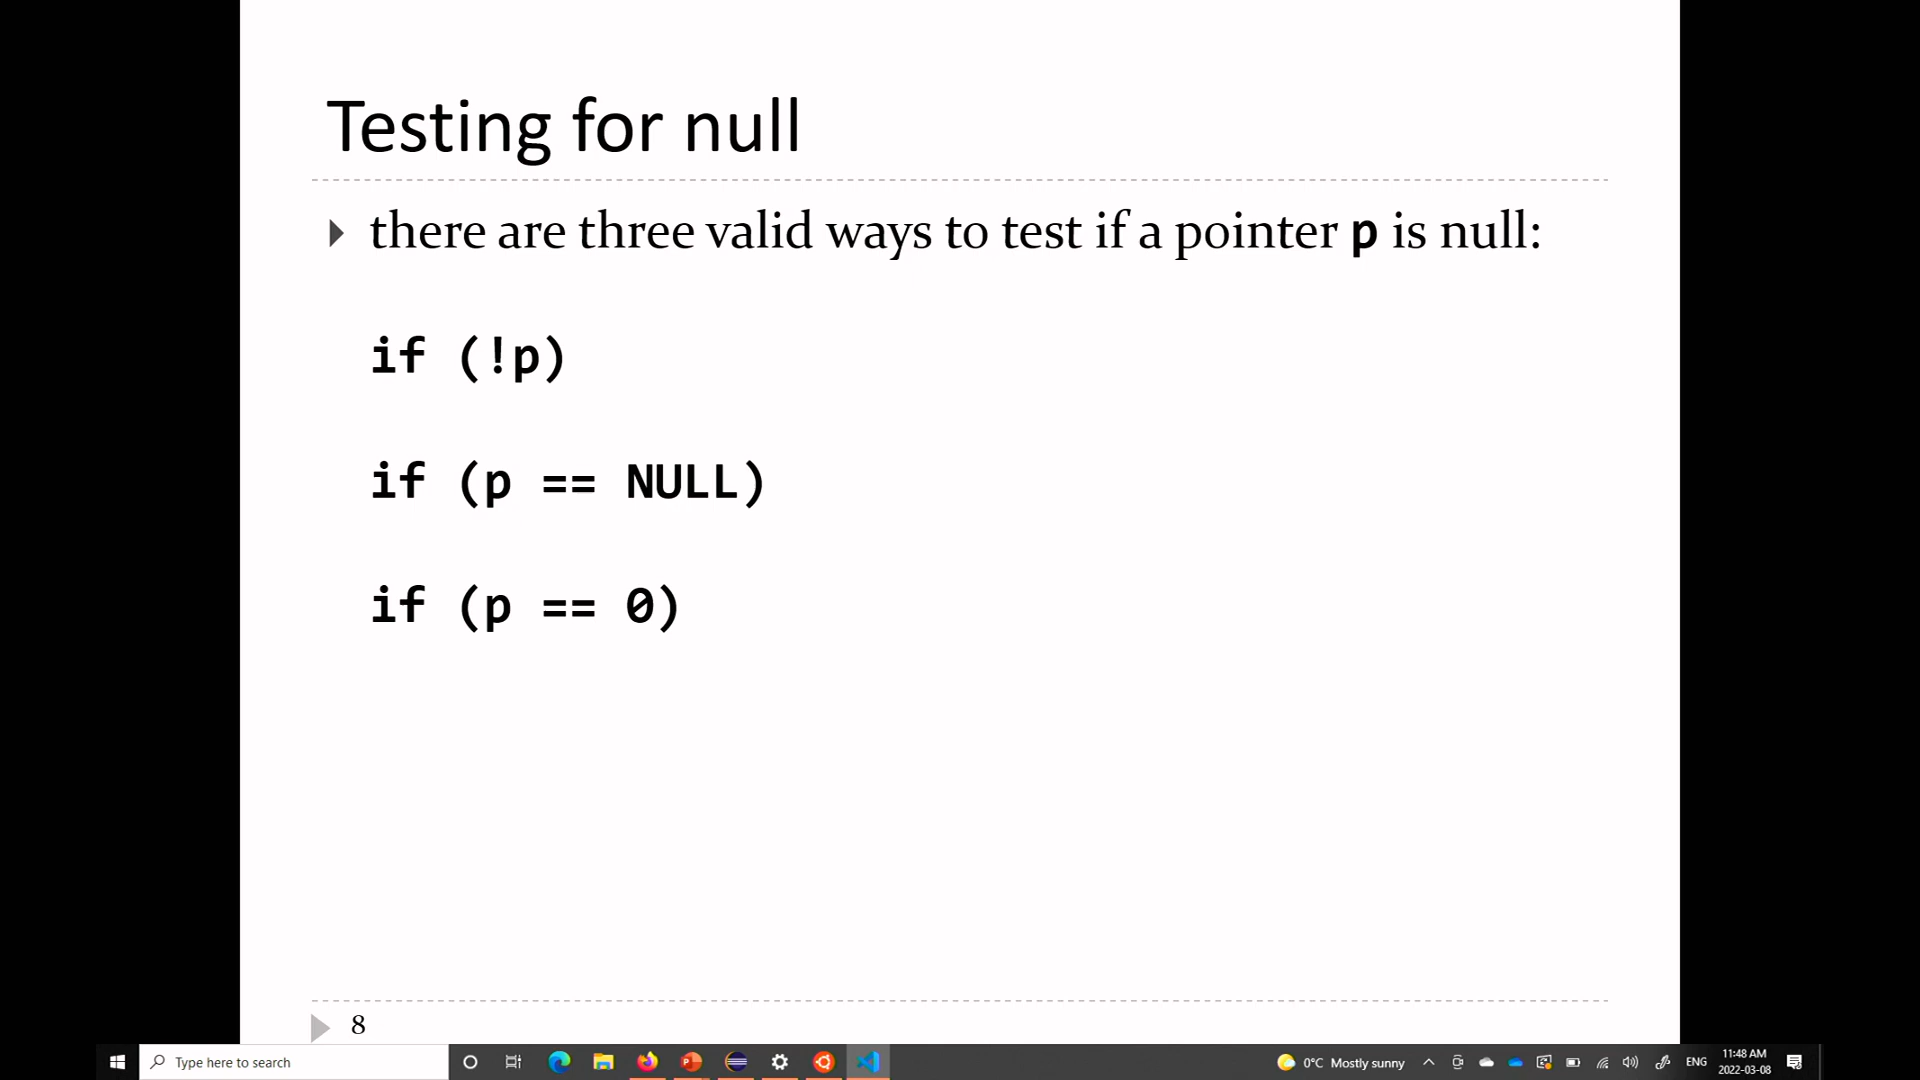 Testing for null
there are three valid ways to test if a pointer p is null:
if (!p)
if (p == NULL)
if (p == 0)
8
Type here to search
0°C Mostly sunny
ENG
11:48 AM
2022-03-08